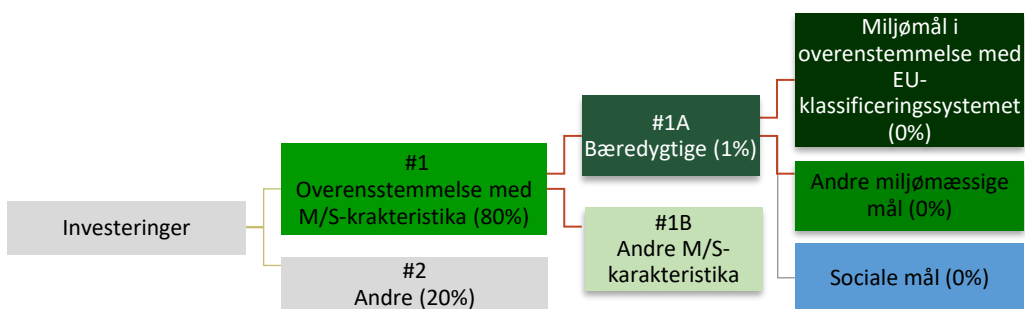 Investeringer
#1
Overensstemmelse med
M/S-krakteristika (80%)
#2
Andre (20%)
#1A
Bæredygtige (1%)
#1B
Andre M/S-
karakteristika
Miljømål i
overenstemmelse med
EU-
klassificeringssystemet
(0%)
Andre miljømæssige
mål (0%)
Sociale mål (0%)